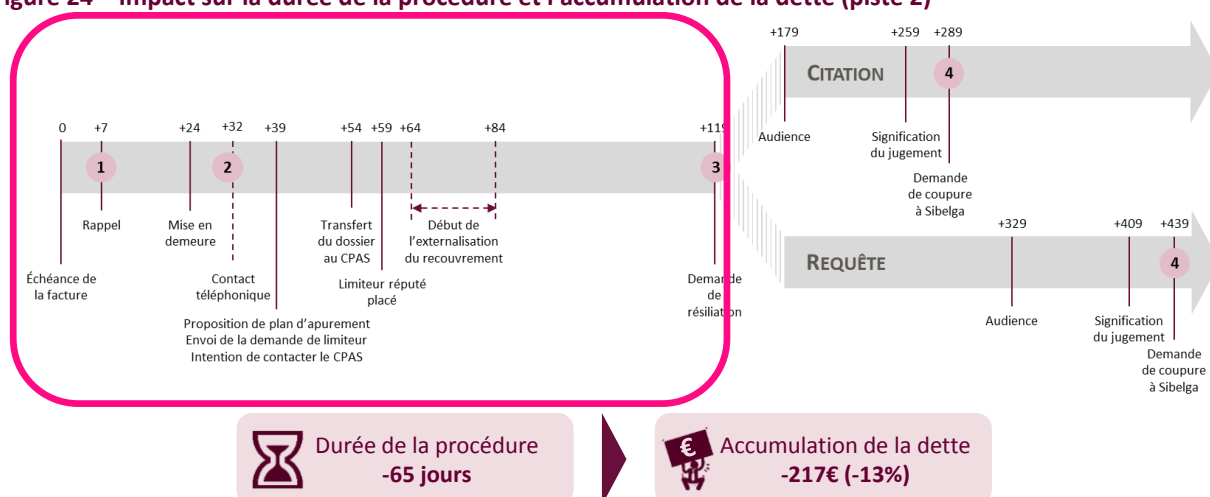 igure 24 – Impact sur la durée de la procédure et l'accumulation de la dette (piste 2)
+179
+259
+289
CITATION
4
Audience
Signification
du jugement
Demande
de coupure
à Sibelga
0
+7
+24
+32
+39
+54
+59
+64
+84
+119
1
2
3
Rappel
Mise en
demeure
Transfert
du dossier
au CPAS
Début de
l'externalisation
du recouvrement
Échéance de
la facture
Contact
téléphonique
Limiteur réputé
placé
Demande
de
résiliation
Proposition de plan d'apurement
Envoi de la demande de limiteur
Intention de contacter le CPAS
+329
+409
+439
REQUÊTE
4
Audience
Signification
du jugement
Demande
de coupure
à Sibelga
Durée de la procédure
-65 jours
€
Accumulation de la dette
-217€ (-13%)